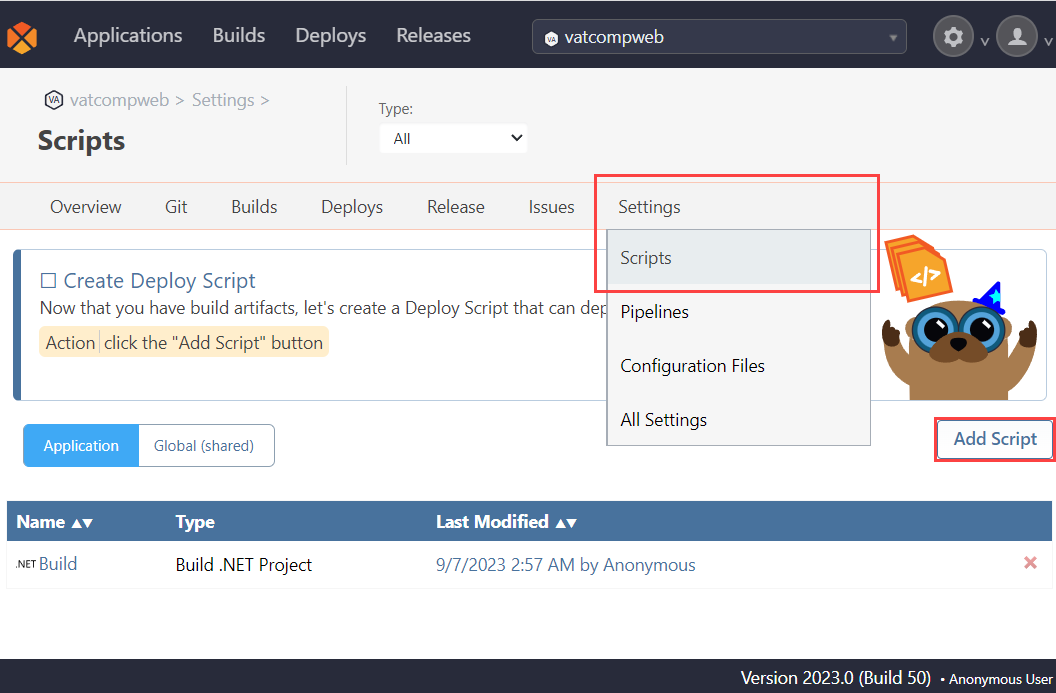 Applications Builds Deploys Releases VA vatcompweb
VA vatcompweb > Settings >
Scripts
Type:
All
Overview Git Builds Deploys Release Issues Settings
Scripts
Pipelines
Configuration Files
All Settings
Create Deploy Script
Now that you have build artifacts, let's create a Deploy Script that can dep
Action click the "Add Script" button
</>
Application Global (shared)
Add Script
Name ▲▼ Type Last Modified ▲▼
.NET Build Build .NET Project 9/7/2023 2:57 AM by Anonymous
Version 2023.0 (Build 50) • Anonymous User